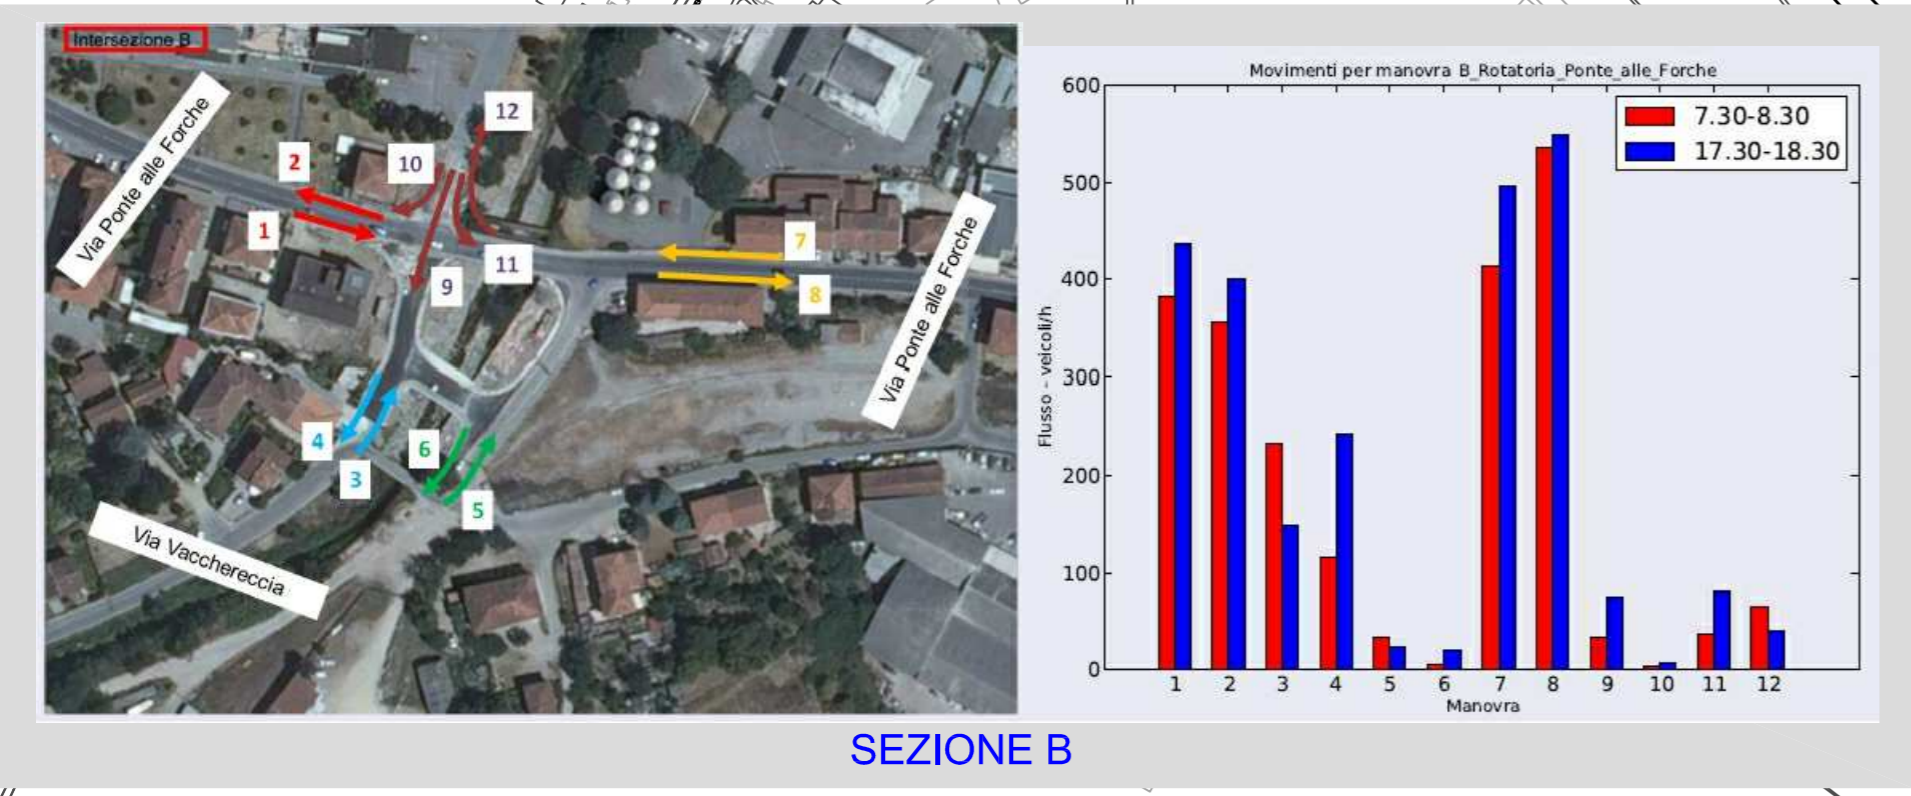 Intersezione B
Via Ponte alle Forche
12
10
2
1
9
11
7
8
Via Ponte alle Forche
4
3
6
5
Via Vacchereccia
Movimenti per manovra B_Rotatoria_Ponte_alle_Forche
7.30-8.30
17.30-18.30
Flusso - veicoli/h
600
500
400
300
200
100
0
1 2 3 4 5 6 7 8 9 10 11 12
Manovra
SEZIONE B